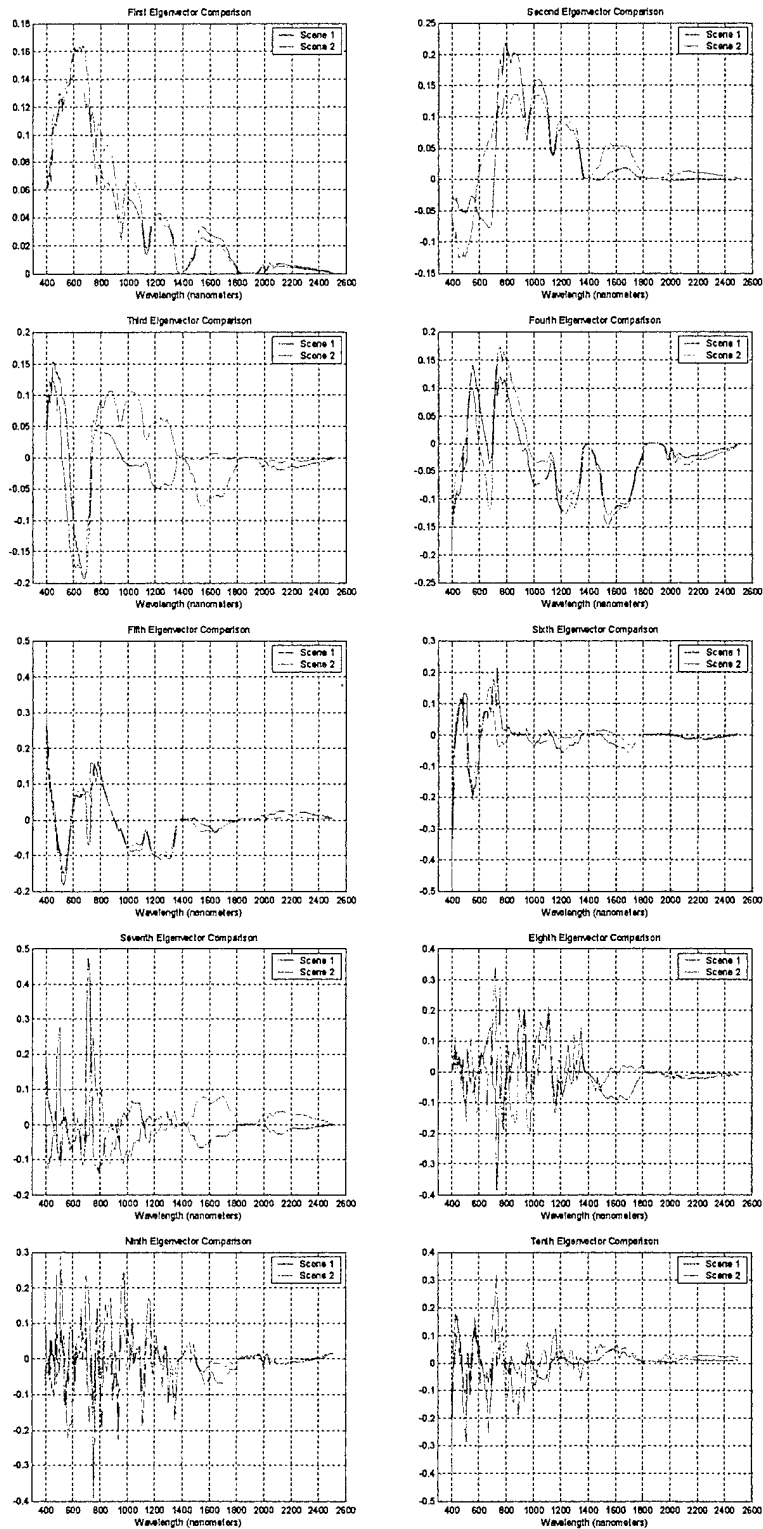 First Eigenvector Comparison
Scene 1
Scene 2
0.18
0.16
0.14
0.12
0.1
0.08
0.06
0.04
0.02
0
400 600 800 1000 1200 1400 1600 1800 2000 2200 2400 2600
Wavelength (nanometers)
Second Eigenvector Comparison
Scene 1
Scene 2
0.25
0.2
0.15
0.1
0.05
0
-0.05
-0.1
-0.15
400 600 800 1000 1200 1400 1600 1800 2000 2200 2400 2600
Wavelength (nanometers)
Third Eigenvector Comparison
Scene 1
Scene 2
0.2
0.15
0.1
0.05
0
-0.05
-0.1
-0.15
-0.2
400 600 800 1000 1200 1400 1600 1800 2000 2200 2400 2600
Wavelength (nanometers)
Fourth Eigenvector Comparison
Scene 1
Scene 2
0.2
0.15
0.1
0.05
0
-0.05
-0.1
-0.15
-0.2
-0.25
400 600 800 1000 1200 1400 1600 1800 2000 2200 2400 2600
Wavelength (nanometers)
Fifth Eigenvector Comparison
Scene 1
Scene 2
0.5
0.4
0.3
0.2
0.1
0
-0.1
-0.2
400 600 800 1000 1200 1400 1600 1800 2000 2200 2400 2600
Wavelength (nanometers)
Sixth Eigenvector Comparison
Scene 1
Scene 2
0.3
0.2
0.1
0
-0.1
-0.2
-0.3
-0.4
-0.5
400 600 800 1000 1200 1400 1600 1800 2000 2200 2400 2600
Wavelength (nanometers)
Seventh Eigenvector Comparison
Scene 1
Scene 2
0.5
0.4
0.3
0.2
0.1
0
-0.1
-0.2
400 600 800 1000 1200 1400 1600 1800 2000 2200 2400 2600
Wavelength (nanometers)
Eighth Eigenvector Comparison
Scene 1
Scene 2
0.4
0.3
0.2
0.1
0
-0.1
-0.2
-0.3
-0.4
400 600 800 1000 1200 1400 1600 1800 2000 2200 2400 2600
Wavelength (nanometers)
Ninth Eigenvector Comparison
Scene 1
Scene 2
0.3
0.2
0.1
0
-0.1
-0.2
-0.3
-0.4
400 600 800 1000 1200 1400 1600 1800 2000 2200 2400 2600
Wavelength (nanometers)
Tenth Eigenvector Comparison
Scene 1
Scene 2
0.4
0.3
0.2
0.1
0
-0.1
-0.2
-0.3
-0.4
-0.5
400 600 800 1000 1200 1400 1600 1800 2000 2200 2400 2600
Wavelength (nanometers)